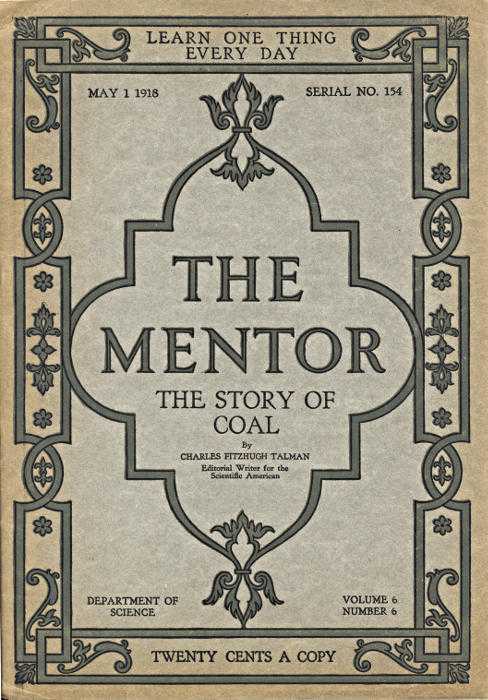 LEARN ONE THING
EVERY DAY
MAY 1 1918
SERIAL NO. 154
THE
MENTOR
THE STORY OF
COAL
By
CHARLES FITZHUGH TALMAN
Editorial Writer for the
Scientific American
DEPARTMENT OF
SCIENCE
VOLUME 6
NUMBER 6
TWENTY CENTS A COPY